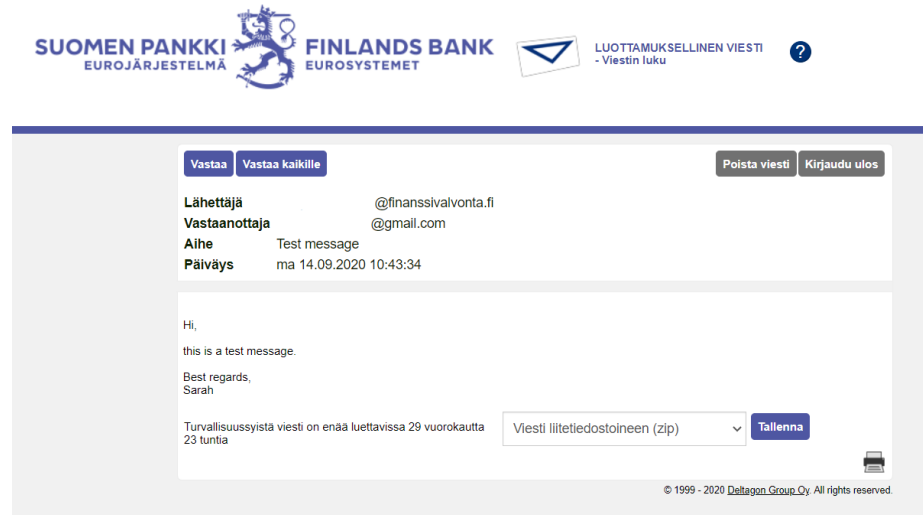 SUOMEN PANKKI
EUROJÄRJESTELMÄ
FINLANDS BANK
EUROSYSTEMET
LUOTTAMUKSELLINEN VIESTI
- Viestin luku
?
Vastaa Vastaa kaikille Poista viesti Kirjaudu ulos
Lähettäjä @finanssivalvonta.fi
Vastaanottaja @gmail.com
Aihe Test message
Päiväys ma 14.09.2020 10:43:34
Hi,
this is a test message.
Best regards,
Sarah
Turvallisuussyistä viesti on enää luettavissa 29 vuorokautta
23 tuntia
Viesti liitetiedostoineen (zip) Tallenna
© 1999 - 2020 Deltagon Group Oy. All rights reserved.